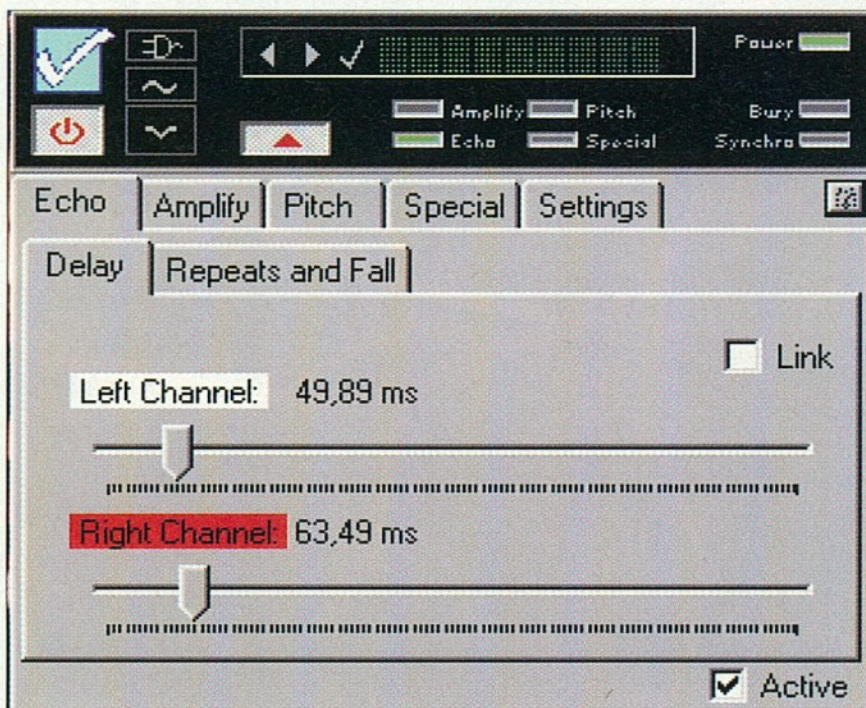 Power
Amplify Pitch Bury
Echo Special Synchro
Echo Amplify Pitch Special Settings
Delay Repeats and Fall
Link
Left Channel: 49,89 ms
Right Channel: 63,49 ms
Active